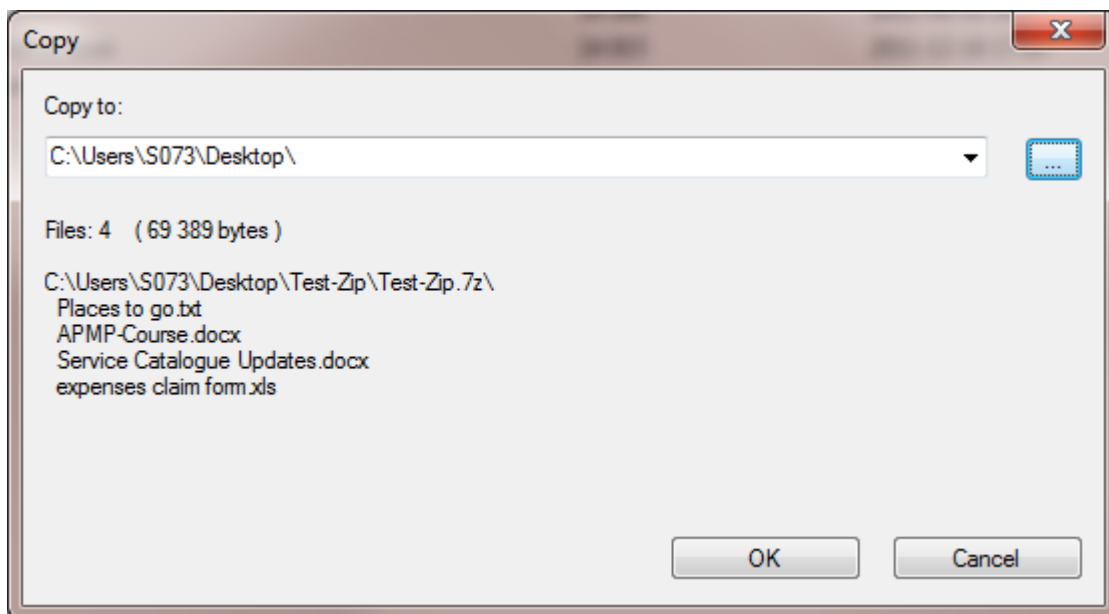 Copy
Copy to:
C:\Users\S073\Desktop\
...
Files: 4 ( 69 389 bytes )
C:\Users\S073\Desktop\Test-Zip\Test-Zip.7z\
Places to go.txt
APMP-Course.docx
Service Catalogue Updates.docx
expenses claim form.xls
OK
Cancel